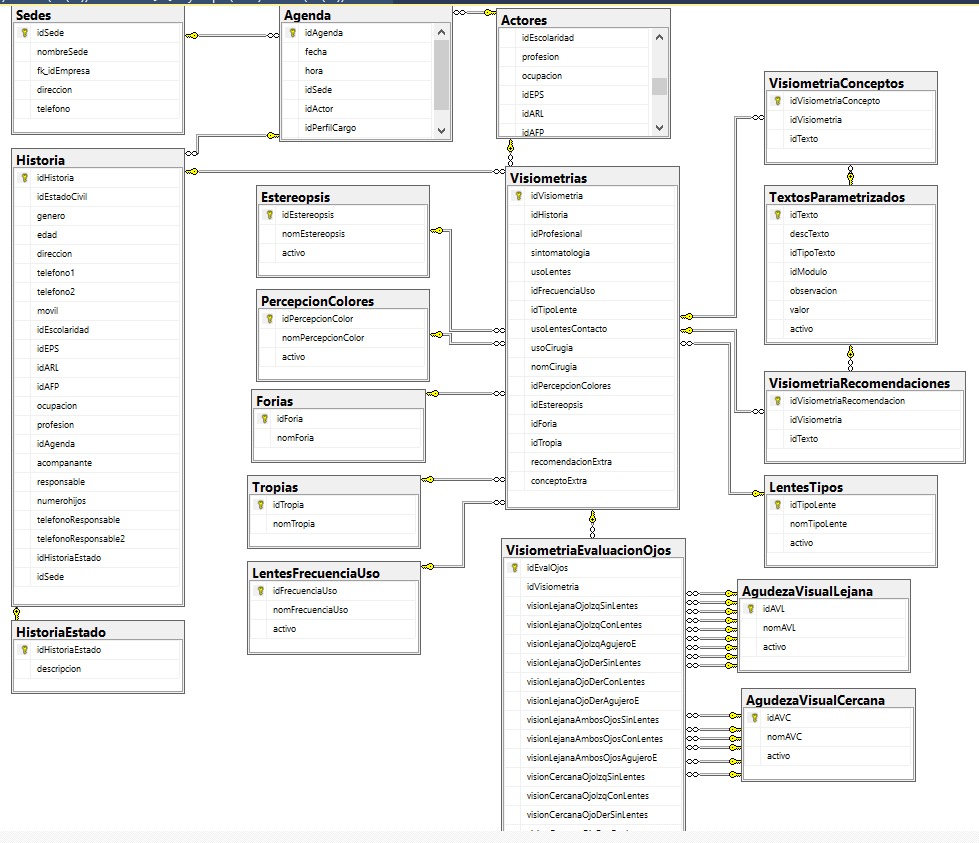 Sedes
idSede
nombreSede
fk_idEmpresa
direccion
telefono
Agenda
idAgenda
fecha
hora
idSede
idActor
idPerfilCargo
Actores
idEscolaridad
profesion
ocupacion
idEPS
idARL
idAFP
Historia
idHistoria
idEstadoCivil
genero
edad
direccion
telefono1
telefono2
movil
idEscolaridad
idEPS
idARL
idAFP
ocupacion
profesion
idAgenda
acompanante
responsable
numerohijos
telefonoResponsable
telefonoResponsable2
idHistoriaEstado
idSede
HistoriaEstado
idHistoriaEstado
descripcion
Estereopsis
idEstereopsis
nomEstereopsis
activo
PercepcionColores
idPercepcionColor
nomPercepcionColor
activo
Forias
idForia
nomForia
Tropias
idTropia
nomTropia
LentesFrecuenciaUso
idFrecuenciaUso
nomFrecuenciaUso
activo
Visiometrias
idVisiometria
idHistoria
idProfesional
sintomatologia
usoLentes
idFrecuenciaUso
idTipoLente
usoLentesContacto
usoCirugia
nomCirugia
idPercepcionColores
idEstereopsis
idForia
idTropia
recomendacionExtra
conceptoExtra
VisiometriaEvaluacionOjos
idEvalOjos
idVisiometria
visionLejanaOjoIzqSinLentes
visionLejanaOjoIzqConLentes
visionLejanaOjoIzqAgujeroE
visionLejanaOjoDerSinLentes
visionLejanaOjoDerConLentes
visionLejanaOjoDerAgujeroE
visionLejanaAmbosOjosSinLentes
visionLejanaAmbosOjosConLentes
visionLejanaAmbosOjosAgujeroE
visionCercanaOjoIzqSinLentes
visionCercanaOjoIzqConLentes
visionCercanaOjoDerSinLentes
VisiometriaConceptos
idVisiometriaConcepto
idVisiometria
idTexto
TextosParametrizados
idTexto
descTexto
idTipoTexto
idModulo
observacion
valor
activo
VisiometriaRecomendaciones
idVisiometriaRecomendacion
idVisiometria
idTexto
LentesTipos
idTipoLente
nomTipoLente
activo
AgudezaVisualLejana
idAVL
nomAVL
activo
AgudezaVisualCercana
idAVC
nomAVC
activo